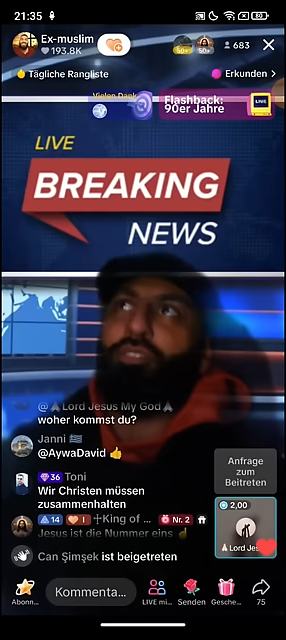 21:35
80
Ex-muslim
193.8K
50+
50+
683
Tägliche Rangliste
Erkunden >
Vielen Dank
Flashback:
90er Jahre
LIVE
LIVE
BREAKING
NEWS
@🙏Lord Jesus My God🙏
woher kommst du?
Janni 🇬🇷
@AywaDavid 👍
36 Toni
Wir Christen müssen
zusammenhalten
14 I ✝King of ... Nr. 2
Jesus ist die Nummer eins ☝
Can Şimşek ist beigetreten
Anfrage
zum
Beitreten
2,00
Lord Jes
Abonn...
Kommenta...
LIVE mi...
Senden
Gesche...
75